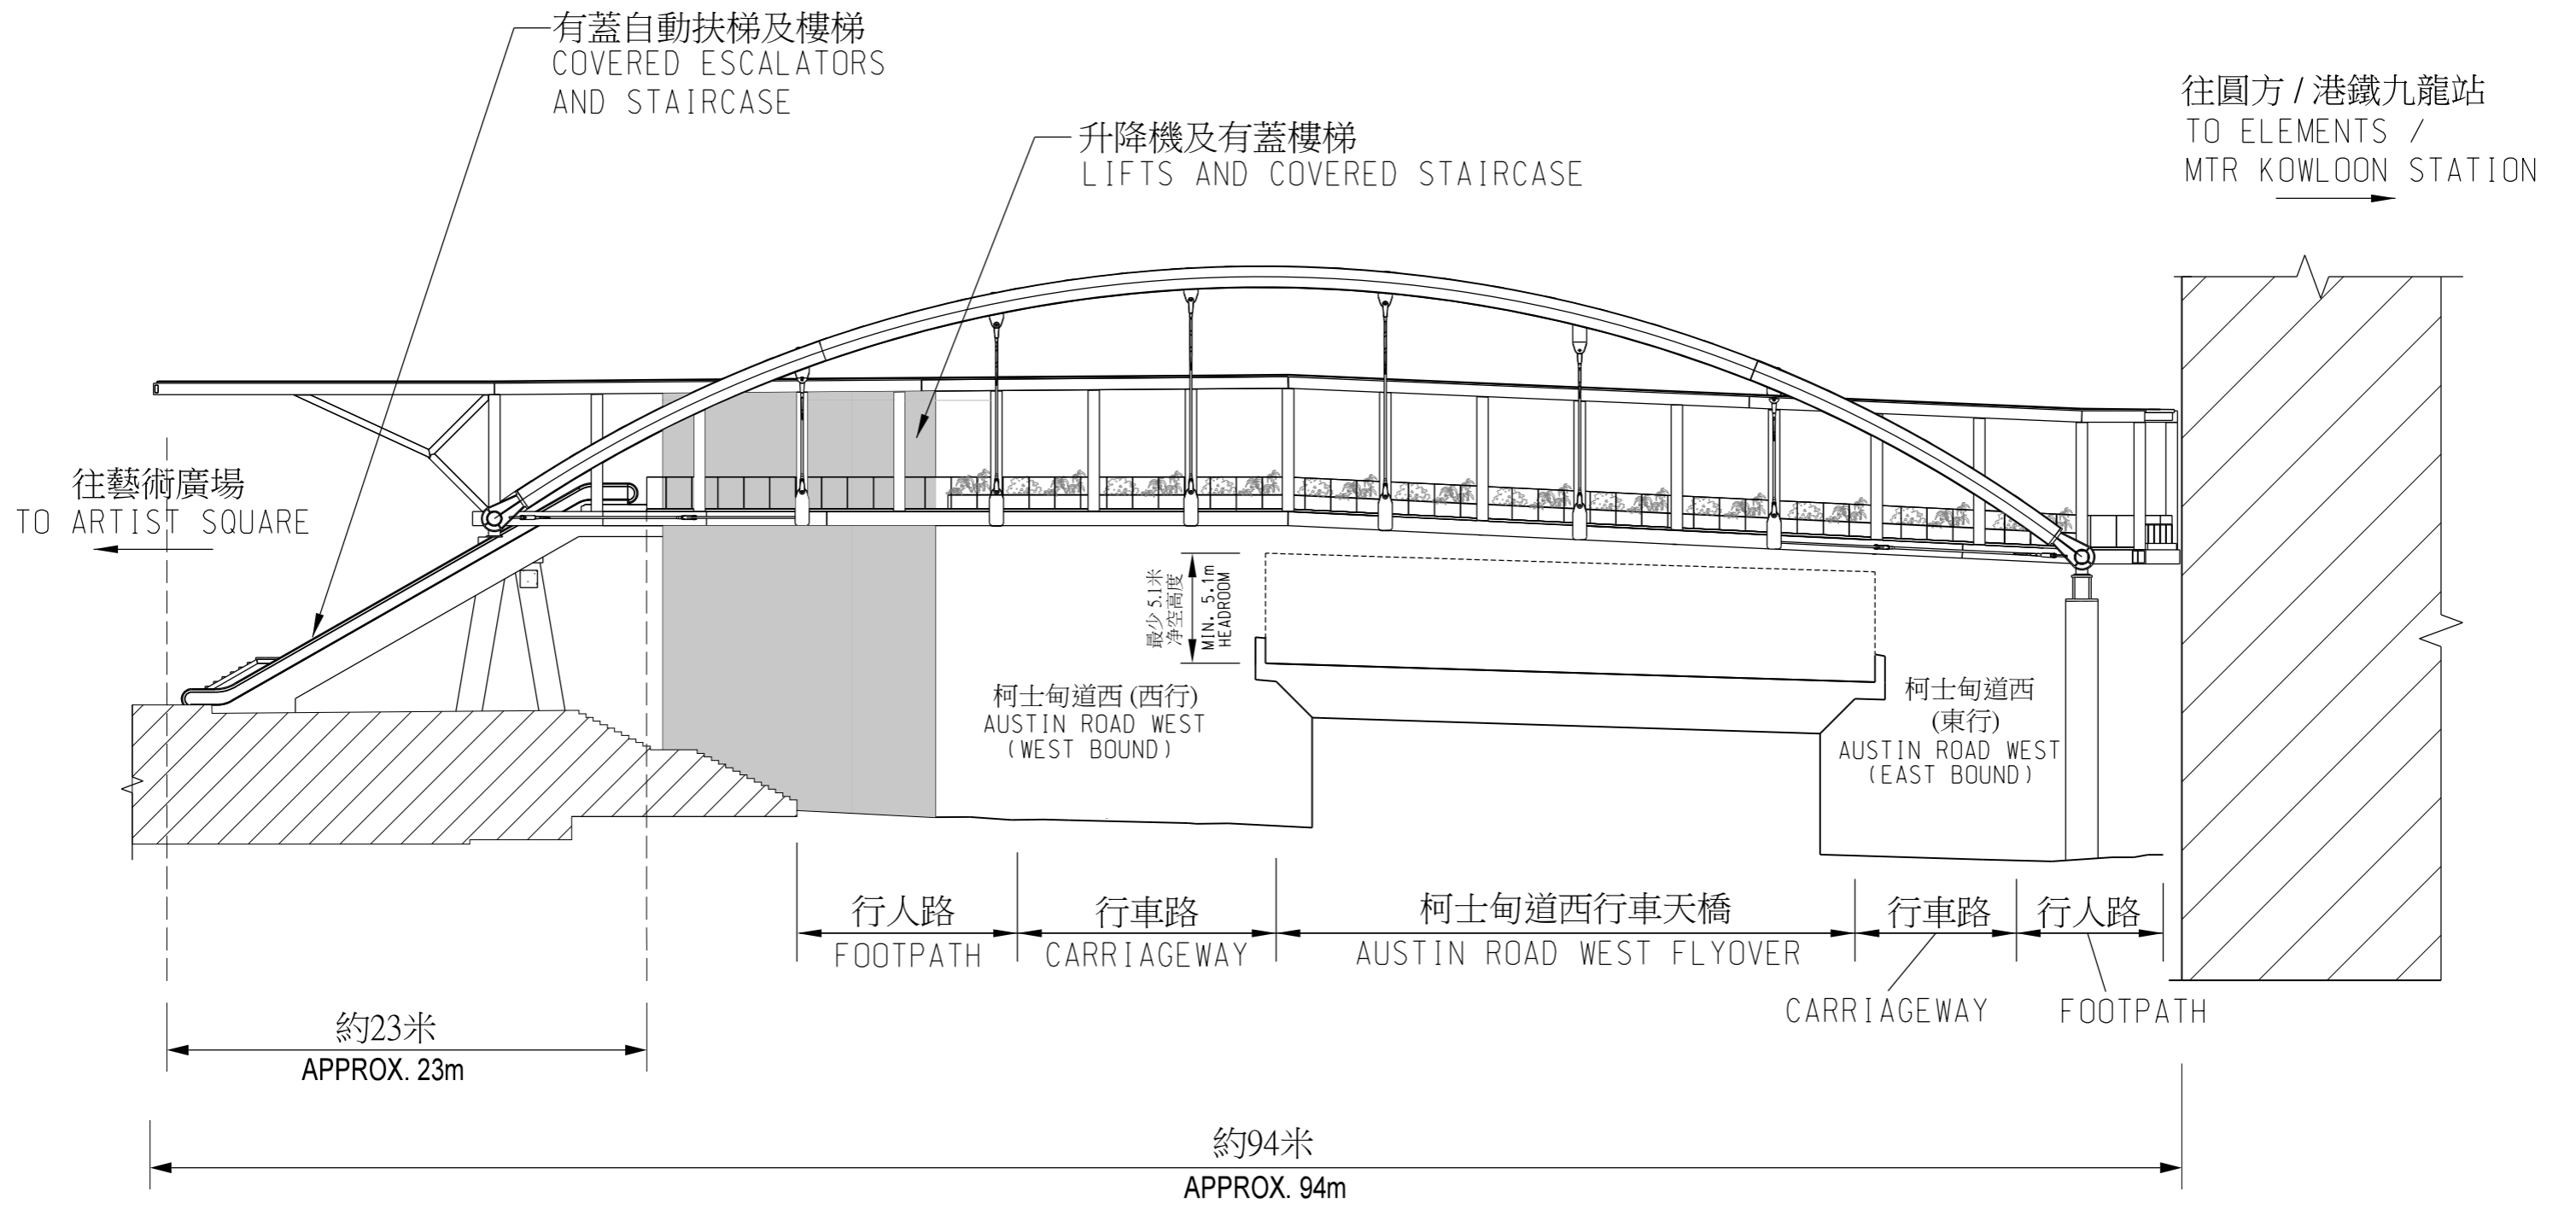 有蓋自動扶梯及樓梯
COVERED ESCALATORS
AND STAIRCASE
升降機及有蓋樓梯
LIFTS AND COVERED STAIRCASE
往圓方 / 港鐵九龍站
TO ELEMENTS /
MTR KOWLOON STATION
往藝術廣場
TO ARTIST SQUARE
最少 5.1米
净空高度
MIN. 5.1m
HEADROOM
柯士甸道西 (西行)
AUSTIN ROAD WEST
(WEST BOUND)
柯士甸道西
(東行)
AUSTIN ROAD WEST
(EAST BOUND)
行人路
FOOTPATH
行車路
CARRIAGEWAY
柯士甸道西行車天橋
AUSTIN ROAD WEST FLYOVER
行車路
CARRIAGEWAY
行人路
FOOTPATH
約23米
APPROX. 23m
約94米
APPROX. 94m